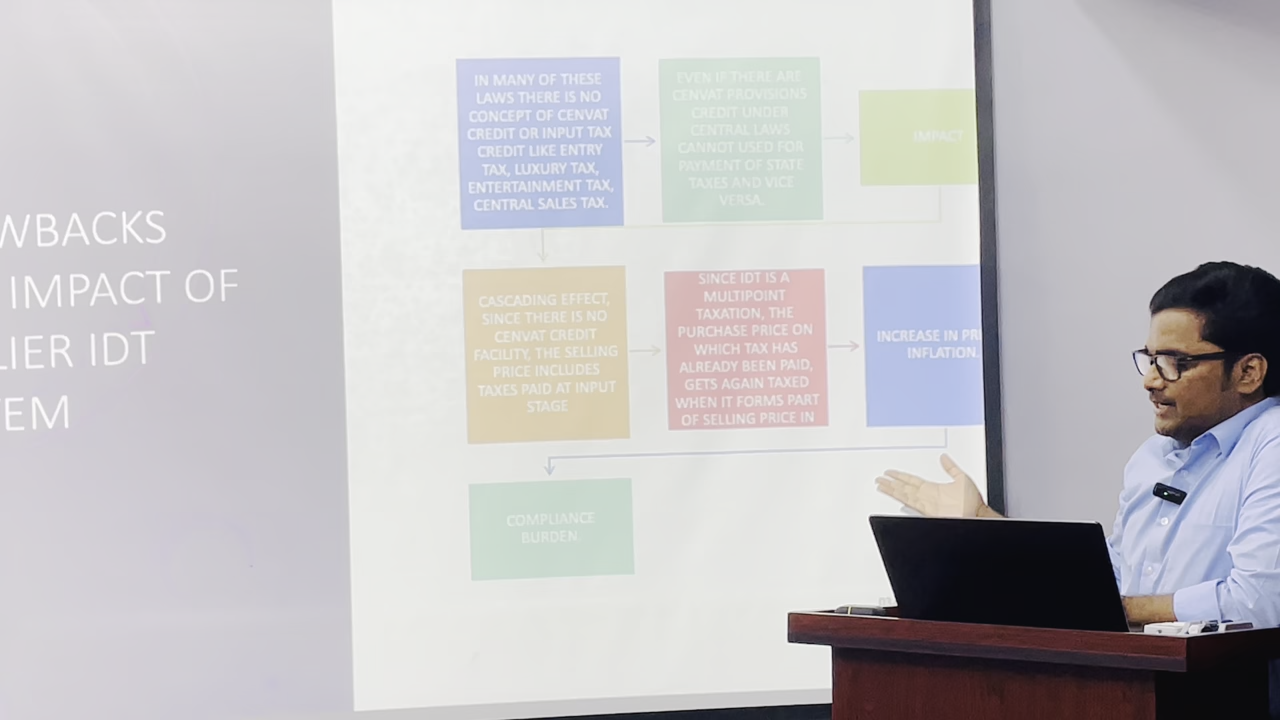 WBACKS
IMPACT OF
LIER IDT
TEM
IN MANY OF THESE
LAWS THERE IS NO
CONCEPT OF CENVAT
CREDIT OR INPUT TAX
CREDIT LIKE ENTRY
TAX, LUXURY TAX,
ENTERTAINMENT TAX,
CENTRAL SALES TAX.
EVEN IF THERE ARE
CENVAT PROVISIONS
CREDIT UNDER
CENTRAL LAWS
CANNOT USED FOR
PAYMENT OF STATE
TAXES AND VICE
VERSA.
IMPACT
CASCADING EFFECT,
SINCE THERE IS NO
CENVAT CREDIT
FACILITY, THE SELLING
PRICE INCLUDES
TAXES PAID AT INPUT
STAGE
SINCE IDT IS A
MULTIPOINT
TAXATION, THE
PURCHASE PRICE ON
WHICH TAX HAS
ALREADY BEEN PAID,
GETS AGAIN TAXED
WHEN IT FORMS PART
OF SELLING PRICE IN
INCREASE IN PRI
INFLATION.
COMPLIANCE
BURDEN.